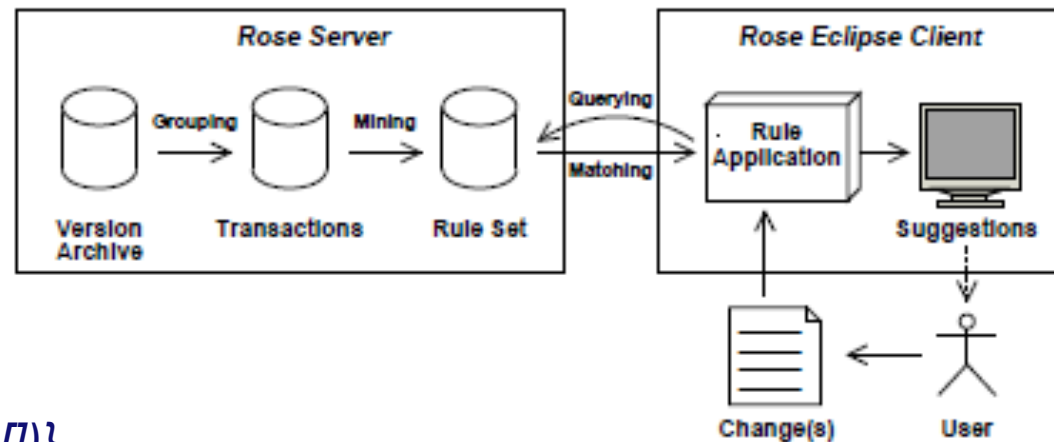 Rose Server
Rose Eclipse Client
Grouping
Mining
Querying
Matching
Rule
Application
Version
Archive
Transactions
Rule Set
Suggestions
Change(s)
User